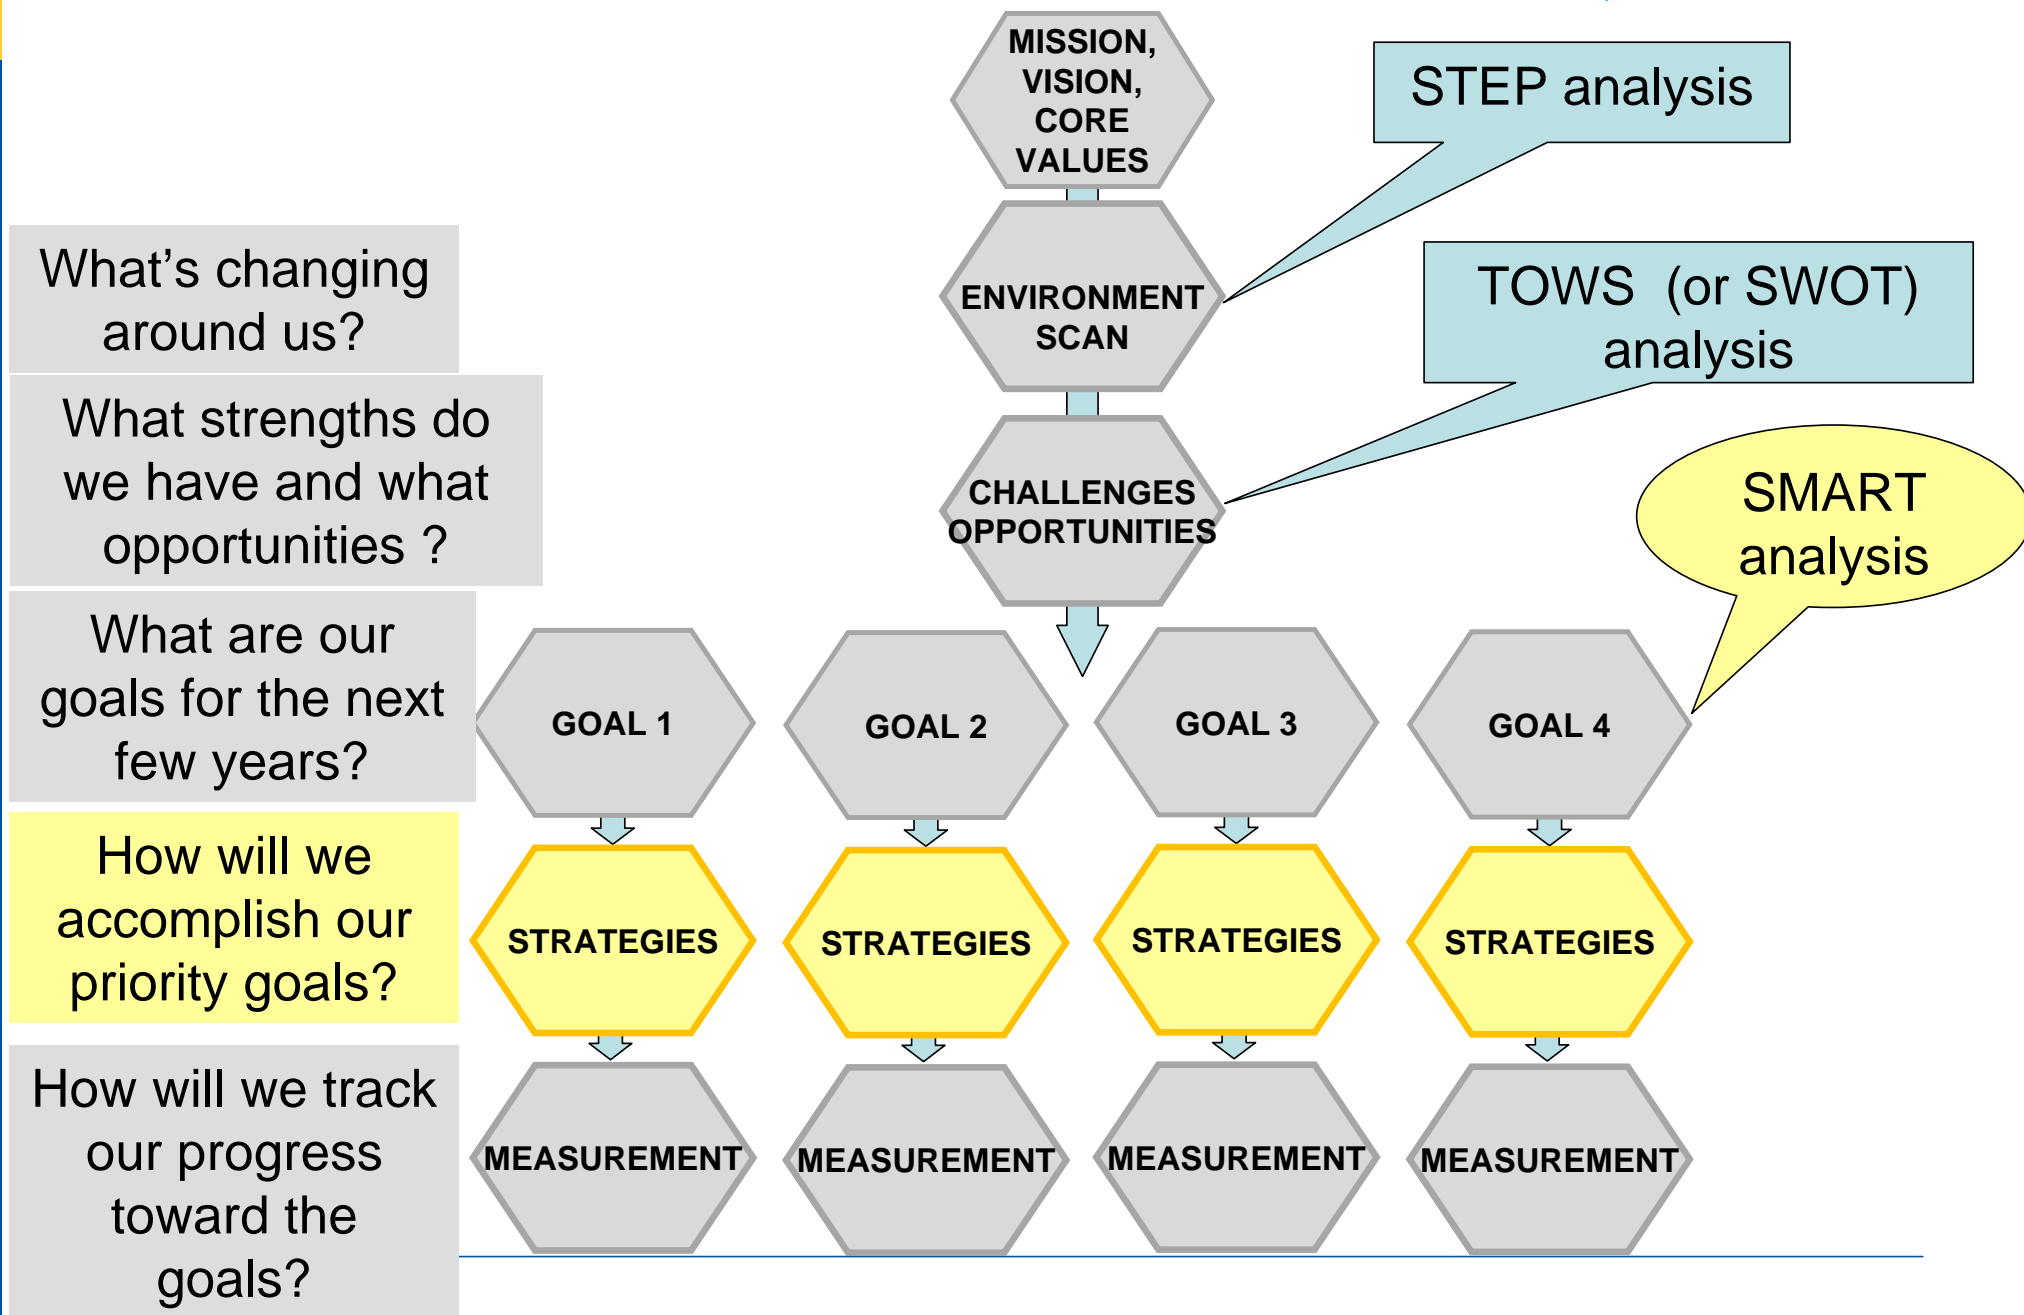 MISSION,
VISION,
CORE
VALUES
STEP analysis
What’s changing
around us?
ENVIRONMENT
SCAN
TOWS  (or SWOT)
analysis
What strengths do
we have and what
opportunities ?
CHALLENGES
OPPORTUNITIES
SMART
analysis
What are our
goals for the next
few years?
GOAL 1
GOAL 2
GOAL 3
GOAL 4
How will we
accomplish our
priority goals?
STRATEGIES
STRATEGIES
STRATEGIES
STRATEGIES
How will we track
our progress
toward the
goals?
MEASUREMENT
MEASUREMENT
MEASUREMENT
MEASUREMENT